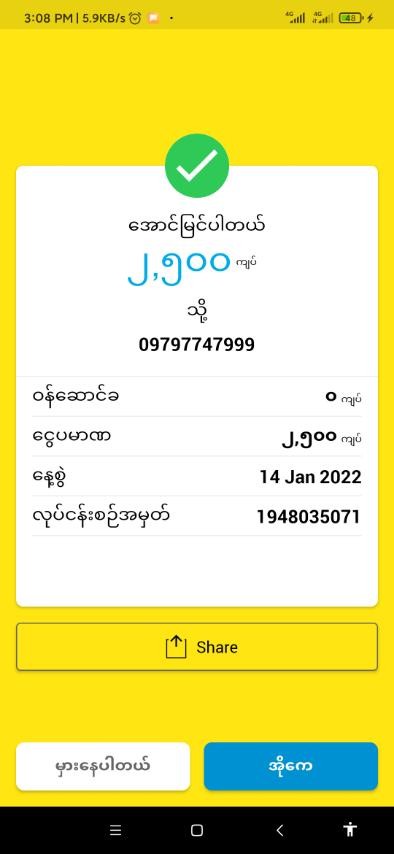 3:08 PM | 5.9KB/s
4G 4G 48
အောင်မြင်ပါတယ်
၂,၅၀၀ ကျပ်
သို့
09797747999
ဝန်ဆောင်ခ ၀ ကျပ်
ငွေပမာဏ ၂,၅၀၀ ကျပ်
နေ့စွဲ 14 Jan 2022
လုပ်ငန်းစဉ်အမှတ် 1948035071
Share
မှားနေပါတယ် အိုကေ